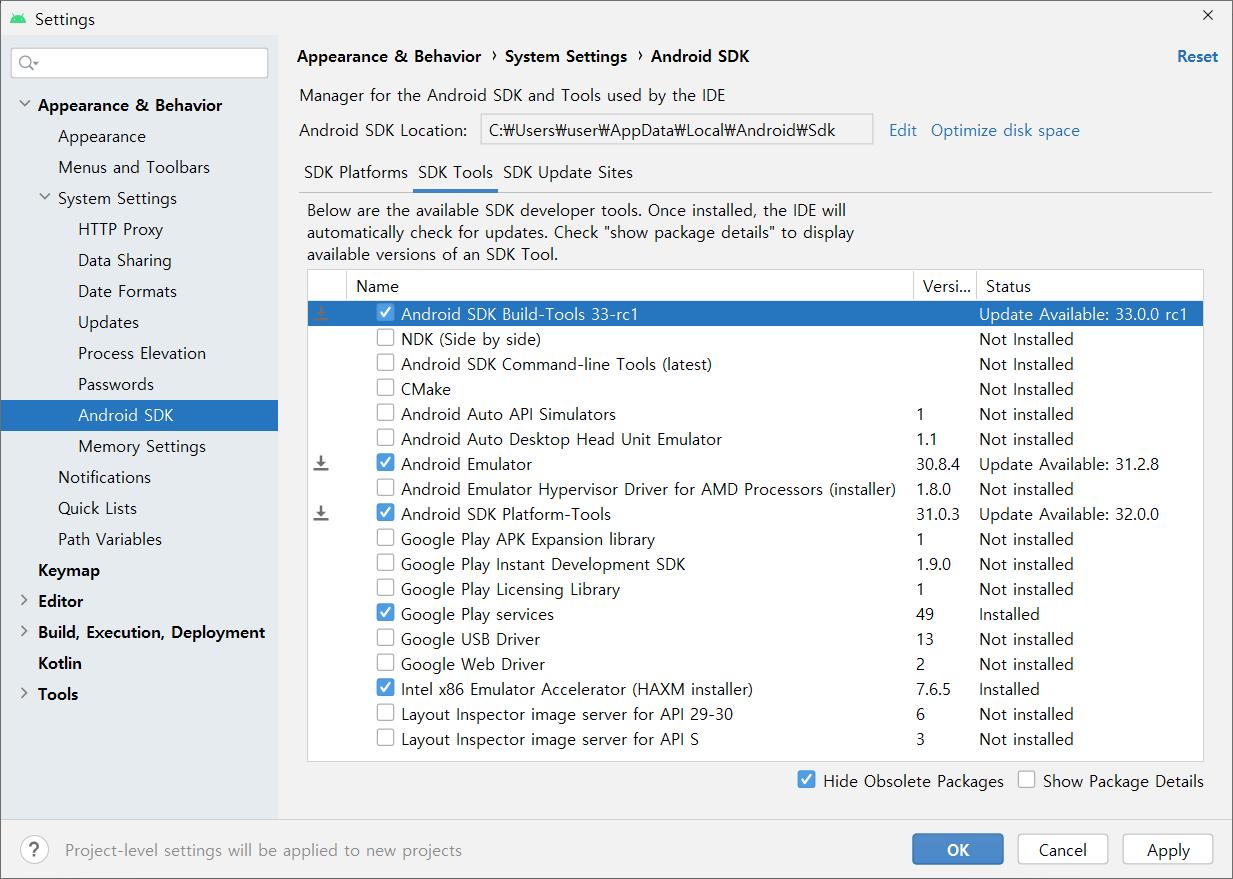 Settings
Appearance & Behavior
Appearance
Menus and Toolbars
System Settings
HTTP Proxy
Data Sharing
Date Formats
Updates
Process Elevation
Passwords
Android SDK
Memory Settings
Notifications
Quick Lists
Path Variables
Keymap
Editor
Build, Execution, Deployment
Kotlin
Tools
Appearance & Behavior › System Settings › Android SDK
Reset
Manager for the Android SDK and Tools used by the IDE
Android SDK Location: C:₩Users₩user₩AppData₩Local₩Android₩Sdk Edit Optimize disk space
SDK Platforms SDK Tools SDK Update Sites
Below are the available SDK developer tools. Once installed, the IDE will
automatically check for updates. Check "show package details" to display
available versions of an SDK Tool.
Name Versi... Status
Android SDK Build-Tools 33-rc1 Update Available: 33.0.0 rc1
NDK (Side by side) Not Installed
Android SDK Command-line Tools (latest) Not Installed
CMake Not Installed
Android Auto API Simulators 1 Not installed
Android Auto Desktop Head Unit Emulator 1.1 Not installed
Android Emulator 30.8.4 Update Available: 31.2.8
Android Emulator Hypervisor Driver for AMD Processors (installer) 1.8.0 Not installed
Android SDK Platform-Tools 31.0.3 Update Available: 32.0.0
Google Play APK Expansion library 1 Not installed
Google Play Instant Development SDK 1.9.0 Not installed
Google Play Licensing Library 1 Not installed
Google Play services 49 Installed
Google USB Driver 13 Not installed
Google Web Driver 2 Not installed
Intel x86 Emulator Accelerator (HAXM installer) 7.6.5 Installed
Layout Inspector image server for API 29-30 6 Not installed
Layout Inspector image server for API S 3 Not installed
Hide Obsolete Packages Show Package Details
? Project-level settings will be applied to new projects
OK Cancel Apply